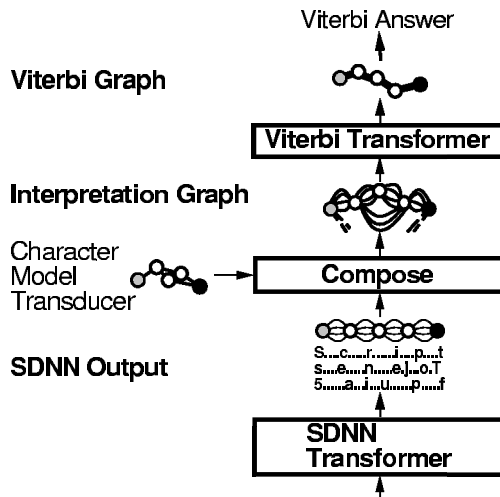 Viterbi Answer
Viterbi Graph
Viterbi Transformer
Interpretation Graph
Character
Model
Transducer
Compose
S....c.....r......i....p....t
s....e.....n.....e.j...o.T
5......a...i...u......p.....f
SDNN Output
SDNN
Transformer